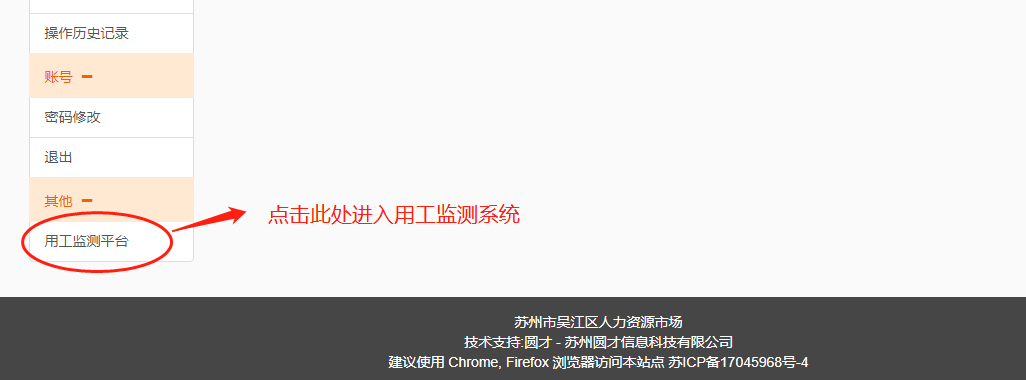 操作历史记录
账号
密码修改
退出
其他
点击此处进入用工监测系统
用工监测平台
苏州市吴江区人力资源市场
技术支持:圆才 - 苏州圆才信息科技有限公司
建议使用 Chrome, Firefox 浏览器访问本站点 苏ICP备17045968号-4